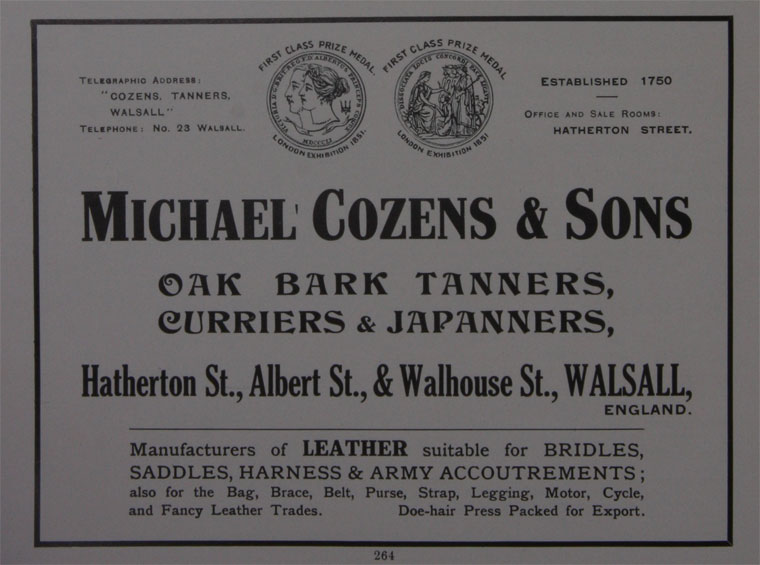 TELEGRAPHIC ADDRESS:
"COZENS, TANNERS,
WALSALL"
TELEPHONE: NO. 23 WALSALL.
FIRST CLASS PRIZE MEDAL.
LONDON EXHIBITION 1851.
FIRST CLASS PRIZE MEDAL
LONDON EXHIBITION 1851
ESTABLISHED 1750
OFFICE AND SALE ROOMS:
HATHERTON STREET.
MICHAEL COZENS & SONS
OAK BARK TANNERS,
CURRIERS & JAPANNERS,
Hatherton St., Albert St., & Walhouse St., WALSALL,
ENGLAND.
Manufacturers of LEATHER suitable for BRIDLES,
SADDLES, HARNESS & ARMY ACCOUTREMENTS;
also for the Bag, Brace, Belt, Purse, Strap, Legging, Motor, Cycle,
and Fancy Leather Trades. Doe-hair Press Packed for Export.
264